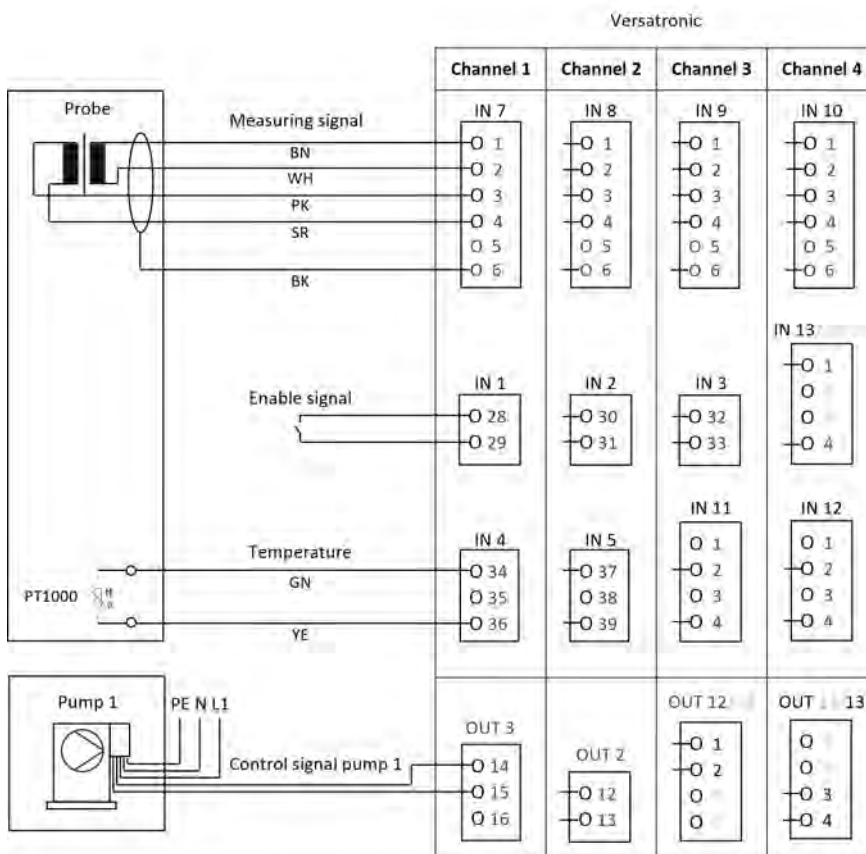 Versatronic
Channel 1 Channel 2 Channel 3 Channel 4
Probe
Measuring signal
IN 7 IN 8 IN 9 IN 10
BN
1 1 1 1
WH
2 2 2 2
PK
3 3 3 3
SR
4 4 4 4
5 5 5 5
BK
6 6 6 6
IN 13
1
Enable signal
IN 1 IN 2 IN 3
28 30 32
29 31 33 4
IN 11 IN 12
Temperature
IN 4 IN 5
1 1
GN
34 37 2 2
PT1000
35 38 3 3
YE
36 39 4 4
Pump 1
PE N L1
OUT 3 OUT 2 OUT 12 OUT 13
Control signal pump 1
14 1
15 12 2 3
16 13 4